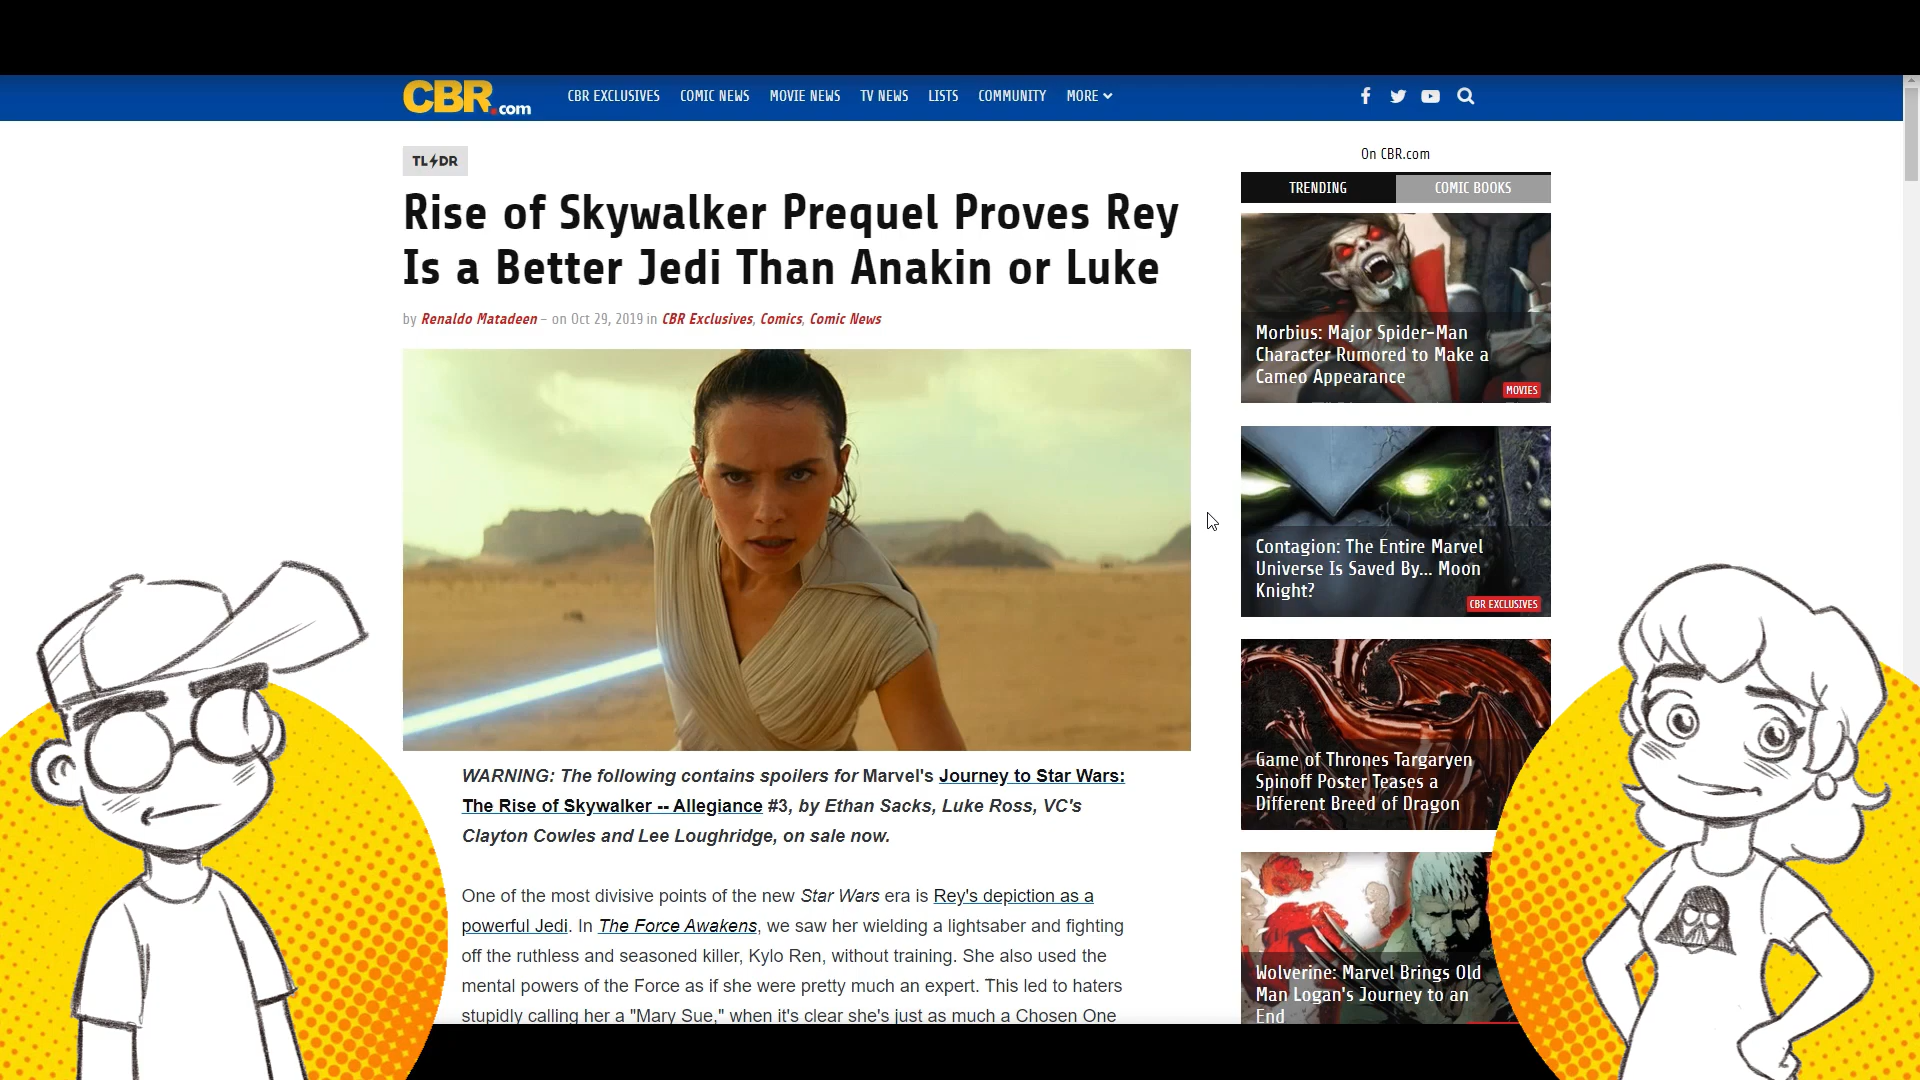 CBR.com
CBR EXCLUSIVES COMIC NEWS MOVIE NEWS TV NEWS LISTS COMMUNITY MORE
TL DR
Rise of Skywalker Prequel Proves Rey
Is a Better Jedi Than Anakin or Luke
by Renaldo Matadeen – on Oct 29, 2019 in CBR Exclusives, Comics, Comic News
WARNING: The following contains spoilers for Marvel's Journey to Star Wars:
The Rise of Skywalker -- Allegiance #3, by Ethan Sacks, Luke Ross, VC's
Clayton Cowles and Lee Loughridge, on sale now.
One of the most divisive points of the new Star Wars era is Rey's depiction as a
powerful Jedi. In The Force Awakens, we saw her wielding a lightsaber and fighting
off the ruthless and seasoned killer, Kylo Ren, without training. She also used the
mental powers of the Force as if she were pretty much an expert. This led to haters
stupidly calling her a "Mary Sue," when it's clear she's just as much a Chosen One
On CBR.com
TRENDING COMIC BOOKS
Morbius: Major Spider-Man
Character Rumored to Make a
Cameo Appearance
MOVIES
Contagion: The Entire Marvel
Universe Is Saved By... Moon
Knight?
CBR EXCLUSIVES
Game of Thrones Targaryen
Spinoff Poster Teases a
Different Breed of Dragon
Wolverine: Marvel Brings Old
Man Logan's Journey to an
End